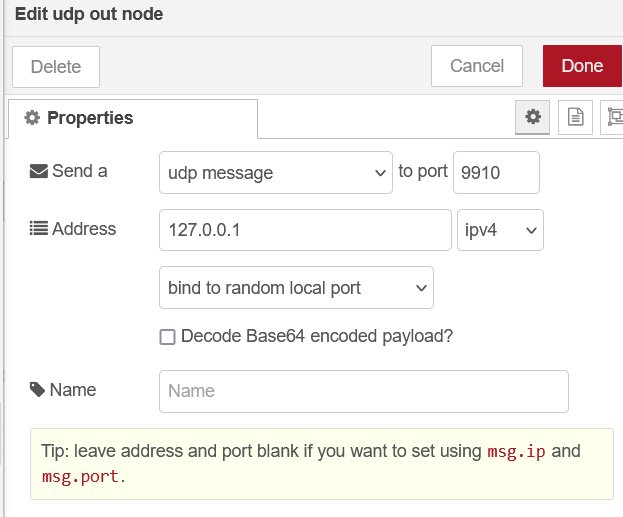 Edit udp out node
Delete
Cancel
Done
Properties
Send a
udp message
to port
9910
Address
127.0.0.1
ipv4
bind to random local port
Decode Base64 encoded payload?
Name
Name
Tip: leave address and port blank if you want to set using msg.ip and
msg.port.